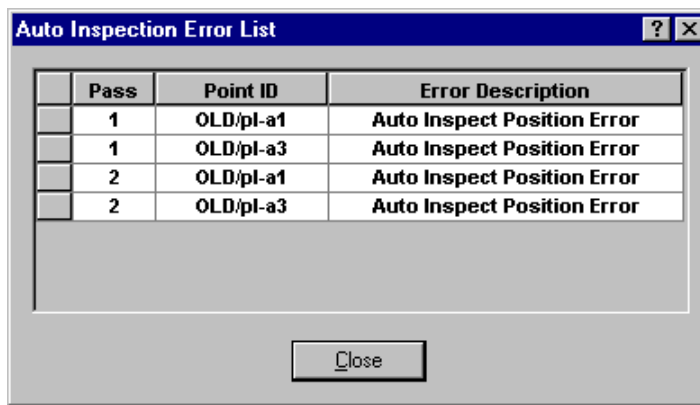 Auto Inspection Error List
Pass Point ID Error Description
1 OLD/pl-a1 Auto Inspect Position Error
1 OLD/pl-a3 Auto Inspect Position Error
2 OLD/pl-a1 Auto Inspect Position Error
2 OLD/pl-a3 Auto Inspect Position Error
Close